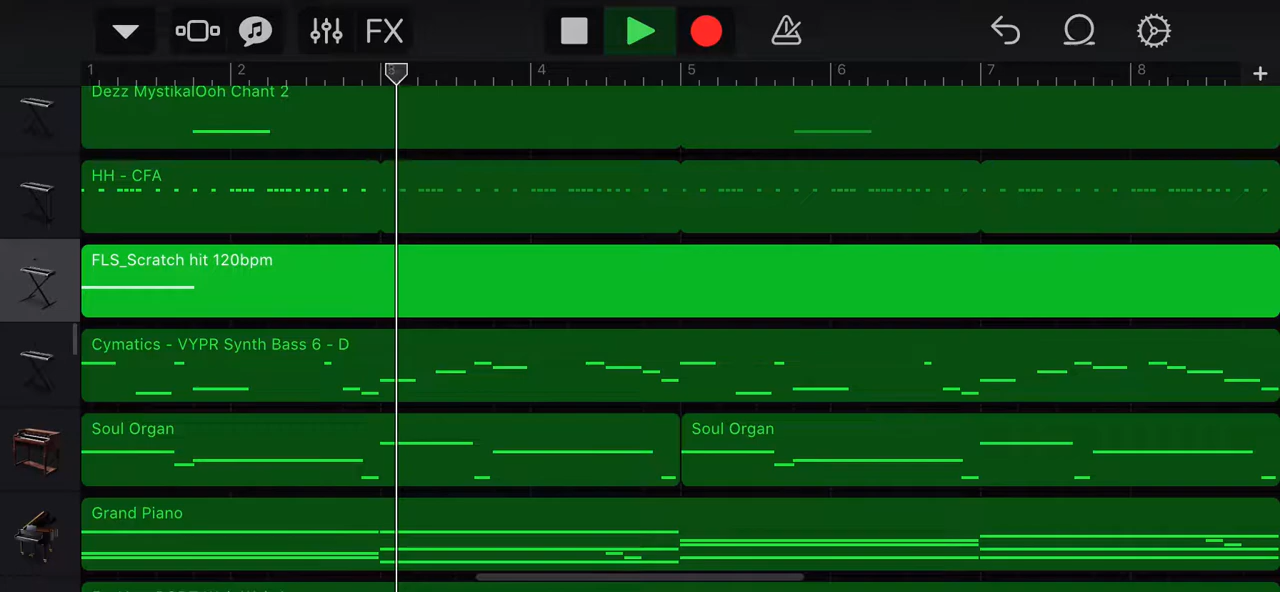 FX
1 2 3 4 5 6 7 8
Dezz MystikalOoh Chant 2
HH - CFA
FLS_Scratch hit 120bpm
Cymatics - VYPR Synth Bass 6 - D
Soul Organ Soul Organ
Grand Piano